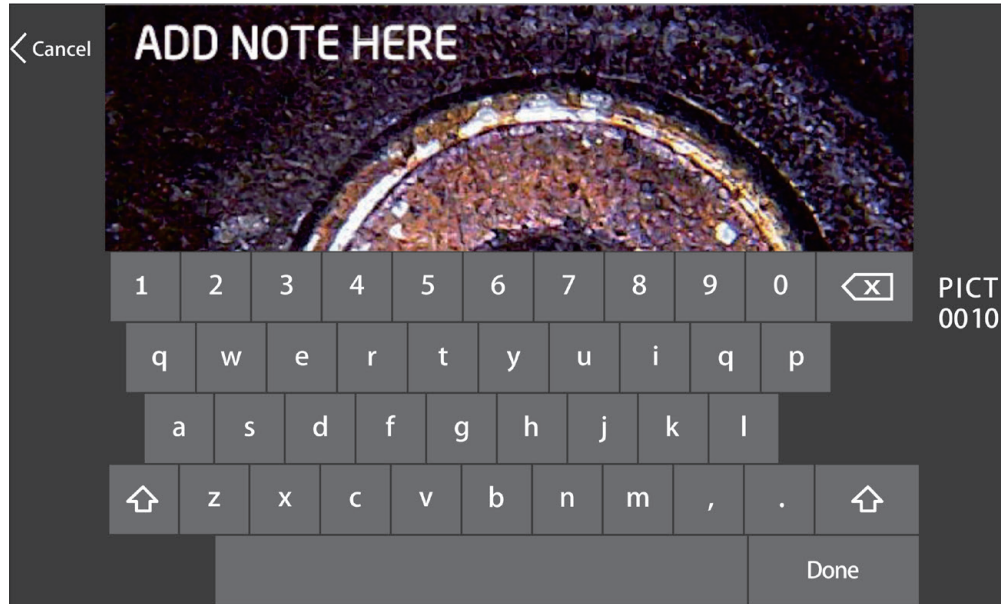 Cancel
ADD NOTE HERE
1 2 3 4 5 6 7 8 9 0 X
PICT
0010
q w e r t y u i q p
a s d f g h j k l
z x c v b n m , .
Done